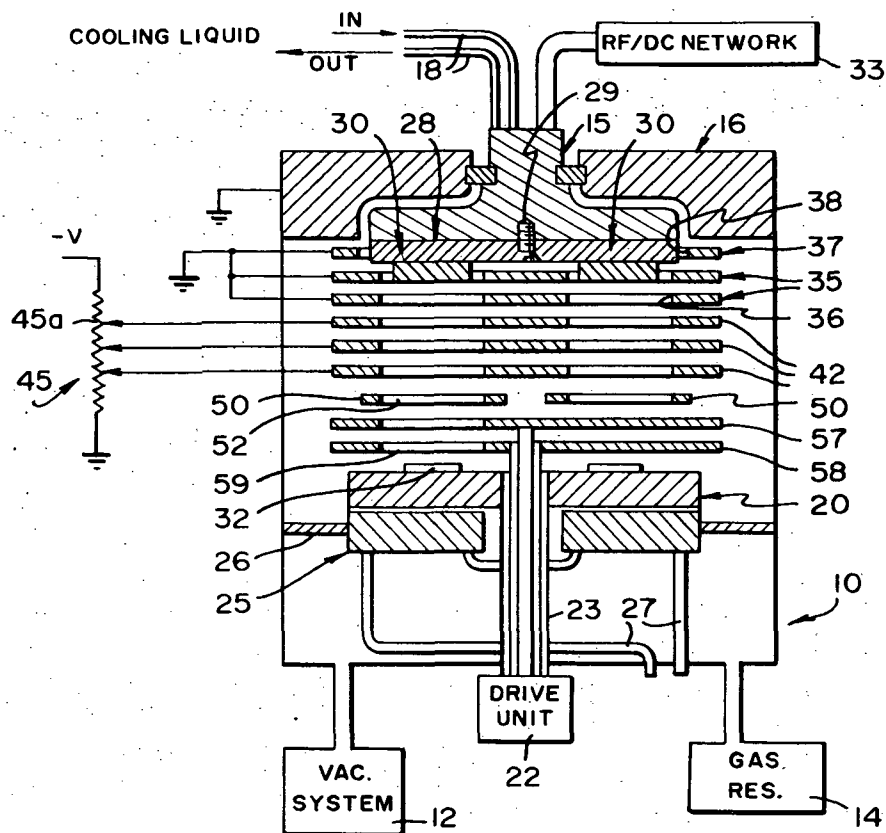 IN
COOLING LIQUID
OUT
18
RF/DC NETWORK
33
29
30
28
15
30
16
38
37
-V
35
45a
36
42
45
50
50
52
57
59
58
32
20
26
25
23
27
10
DRIVE
UNIT
22
VAC.
SYSTEM
12
GAS.
RES.
14